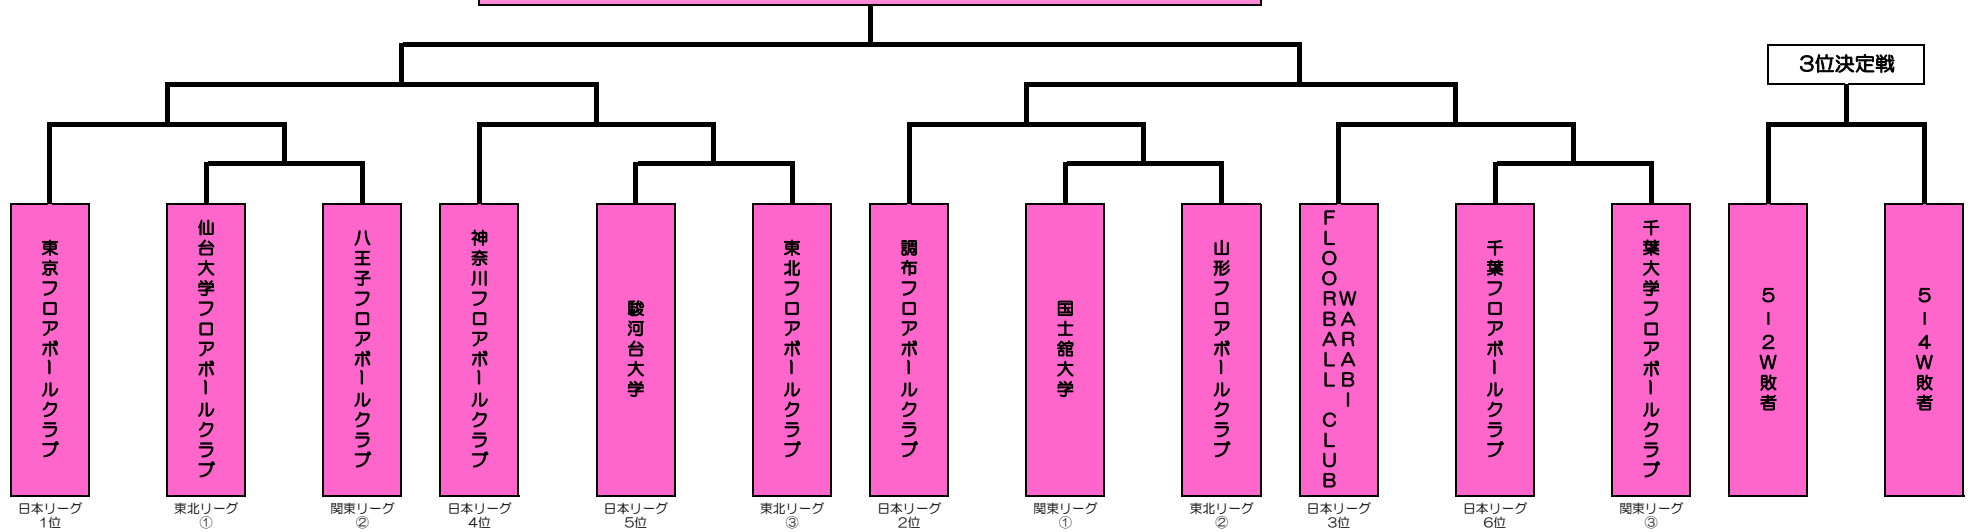 3位決定戦
東京フロアボールクラブ
仙台大学フロアボールクラブ
八王子フロアボールクラブ
神奈川フロアボールクラブ
駿河台大学
東北フロアボールクラブ
調布フロアボールクラブ
国士舘大学
山形フロアボールクラブ
WARABI
FLOORBALL CLUB
千葉フロアボールクラブ
千葉大学フロアボールクラブ
5-2W敗者
5-4W敗者
日本リーグ
1位
東北リーグ
①
関東リーグ
②
日本リーグ
4位
日本リーグ
5位
東北リーグ
③
日本リーグ
2位
関東リーグ
①
東北リーグ
②
日本リーグ
3位
日本リーグ
6位
関東リーグ
③